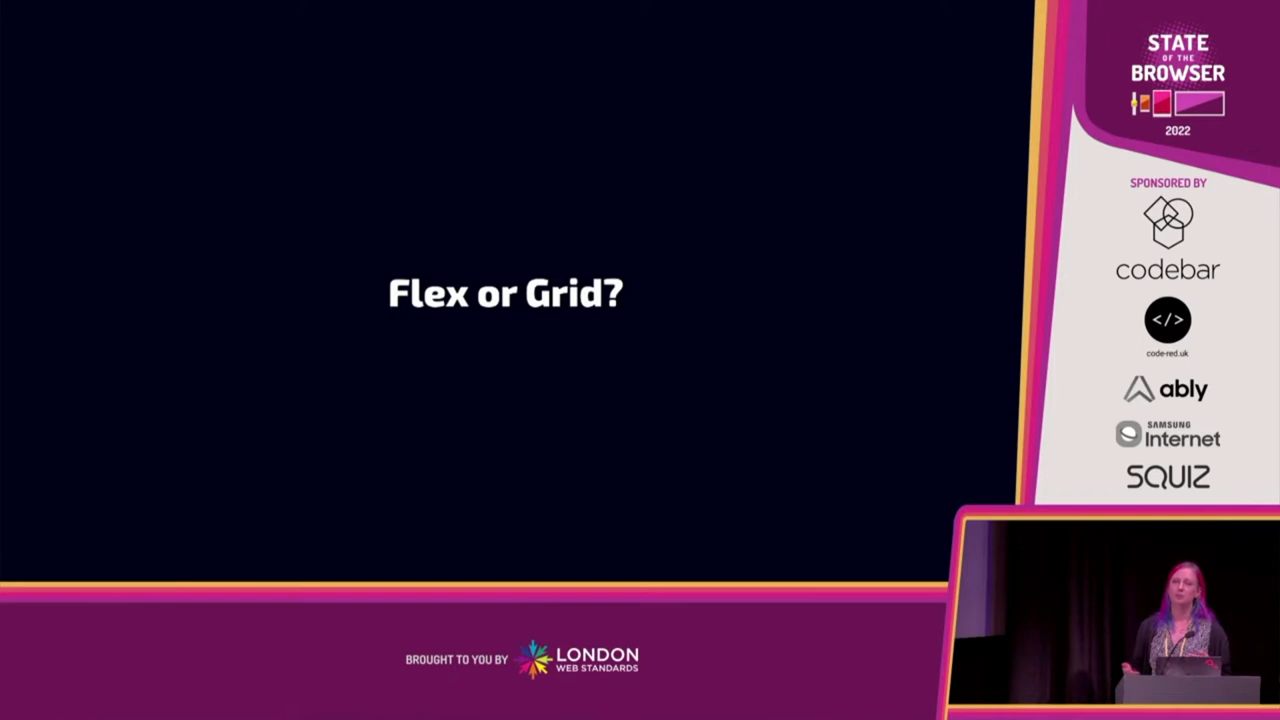 Flex or Grid?
STATE
OF THE
BROWSER
2022
SPONSORED BY
codebar
</>
code-red.uk
ably
SAMSUNG
Internet
SQUIZ
BROUGHT TO YOU BY
LONDON
WEB STANDARDS